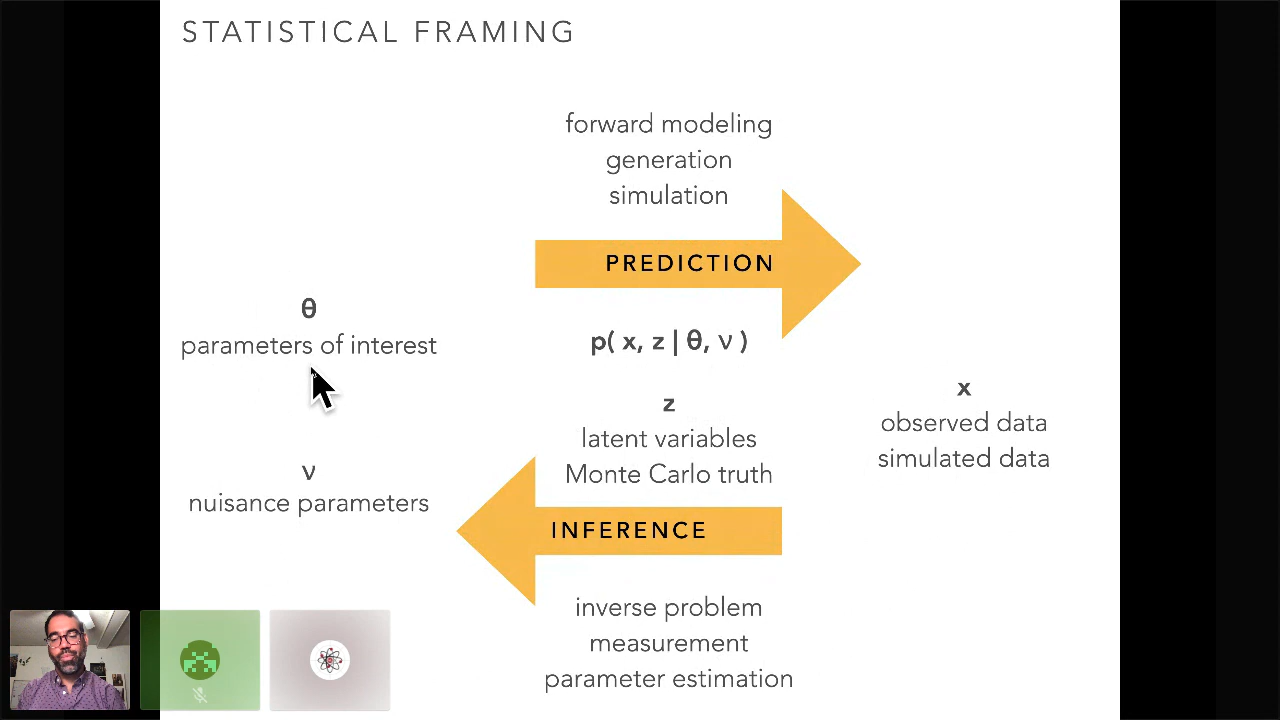 STATISTICAL FRAMING
forward modeling
generation
simulation
PREDICTION
θ
parameters of interest
p( x, z | θ, ν )
z
latent variables
Monte Carlo truth
x
observed data
simulated data
ν
nuisance parameters
INFERENCE
inverse problem
measurement
parameter estimation